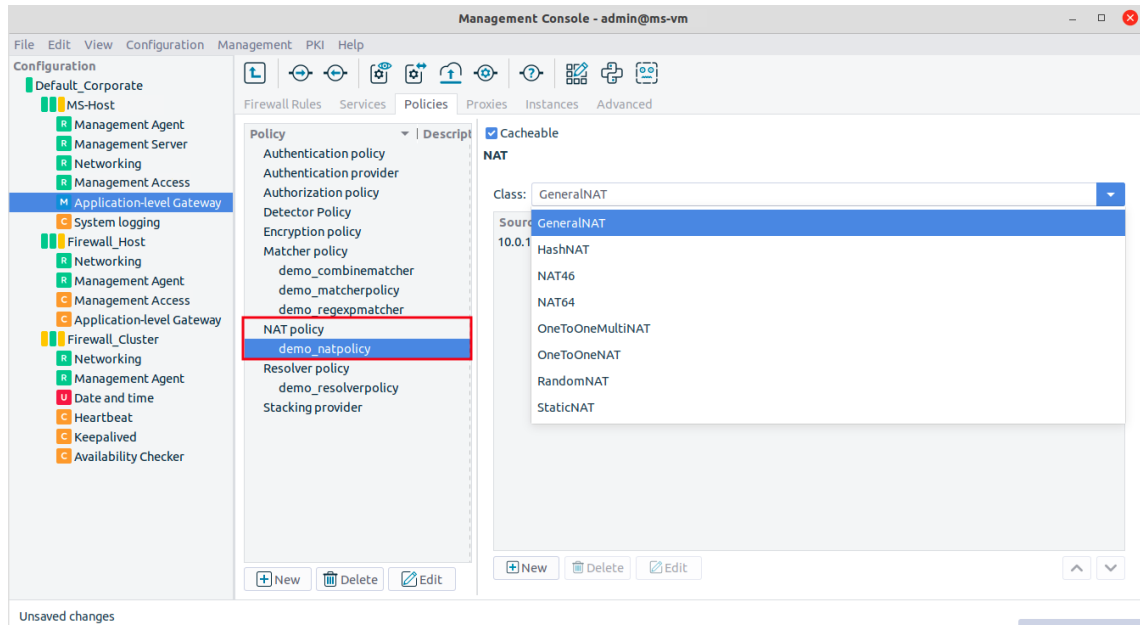 Management Console - admin@ms-vm
File Edit View Configuration Management PKI Help
Configuration
Default_Corporate
MS-Host
R Management Agent
R Management Server
R Networking
R Management Access
M Application-level Gateway
C System logging
Firewall_Host
R Networking
R Management Agent
C Management Access
C Application-level Gateway
Firewall_Cluster
R Networking
R Management Agent
U Date and time
C Heartbeat
C Keepalived
C Availability Checker
Firewall Rules Services Policies Proxies Instances Advanced
Policy Descript
Authentication policy
Authentication provider
Authorization policy
Detector Policy
Encryption policy
Matcher policy
demo_combinematcher
demo_matcherpolicy
demo_regexpmatcher
NAT policy
demo_natpolicy
Resolver policy
demo_resolverpolicy
Stacking provider
New Delete Edit
Cacheable
NAT
Class: GeneralNAT
Sourc
10.0.1
GeneralNAT
HashNAT
NAT46
NAT64
OneToOneMultiNAT
OneToOneNAT
RandomNAT
StaticNAT
New Delete Edit
Unsaved changes